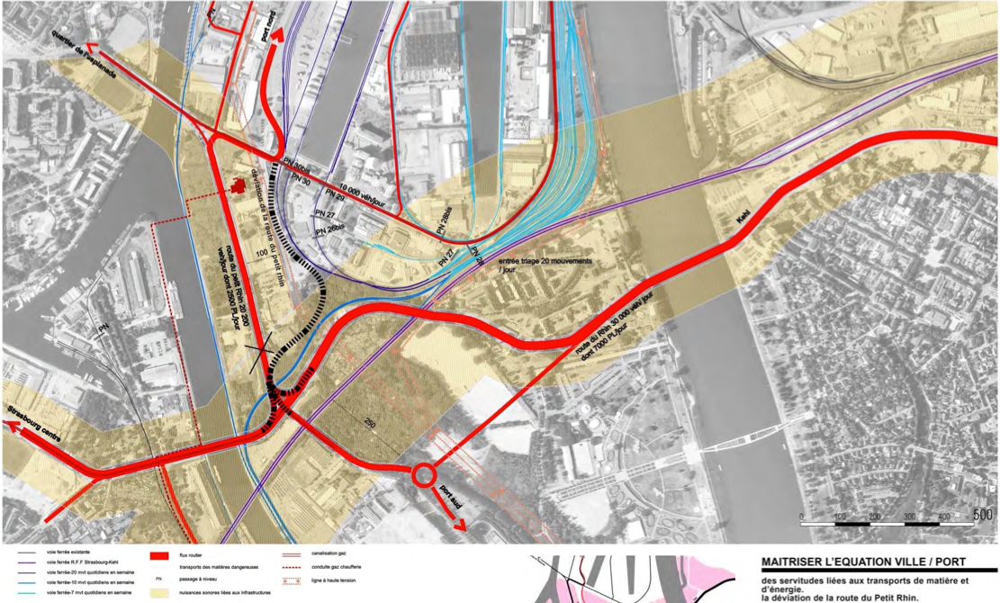 quartier de l'esplanade
port nord
PN 30bis
PN 30
PN 29
10 000 véh/jour
PN 27
PN 26bis
PN 28bis
PN 27
PN 28
déviation de la route du petit rhin
100
route du petit Rhin 20 200
véh/jour dont 2500 PL/jour
entrée triage 20 mouvements
/ jour
Kehl
route du Rhin 30 000 véh/ jour
dont 7000 PL/jour
PN
Strasbourg centre
250
port sud
0 100 200 300 400 500
voie ferrée existante
voie ferrée R.F.F Strasbourg-Kehl
voie ferrée-20 mvt quotidiens en semaine
voie ferrée-10 mvt quotidiens en semaine
voie ferrée-7 mvt quotidiens en semaine
flux routier
transports des matières dangereuses
PN passage à niveau
nuisances sonores liées aux infrastructures
canalisation gaz
conduite gaz chaufferie
ligne à haute tension
MAITRISER L'EQUATION VILLE / PORT
des servitudes liées aux transports de matière et
d'énergie.
la déviation de la route du Petit Rhin.